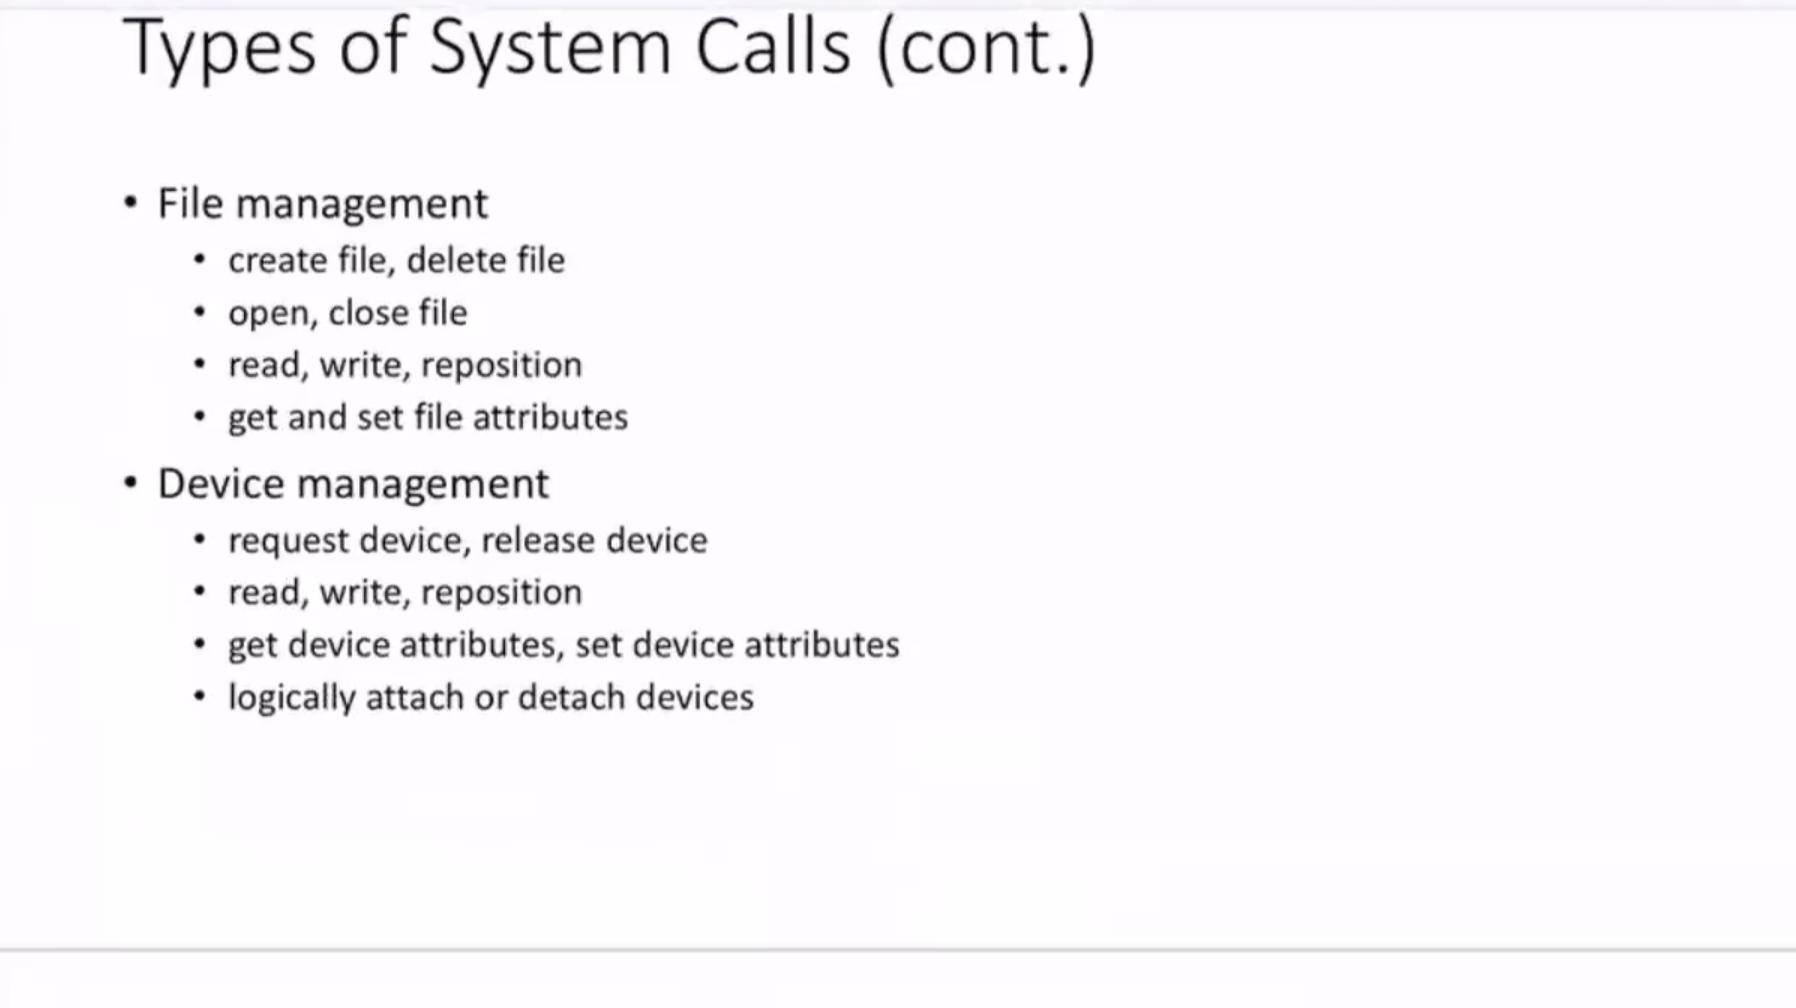 Types of System Calls (cont.)
• File management
• create file, delete file
• open, close file
• read, write, reposition
• get and set file attributes
• Device management
• request device, release device
• read, write, reposition
• get device attributes, set device attributes
• logically attach or detach devices